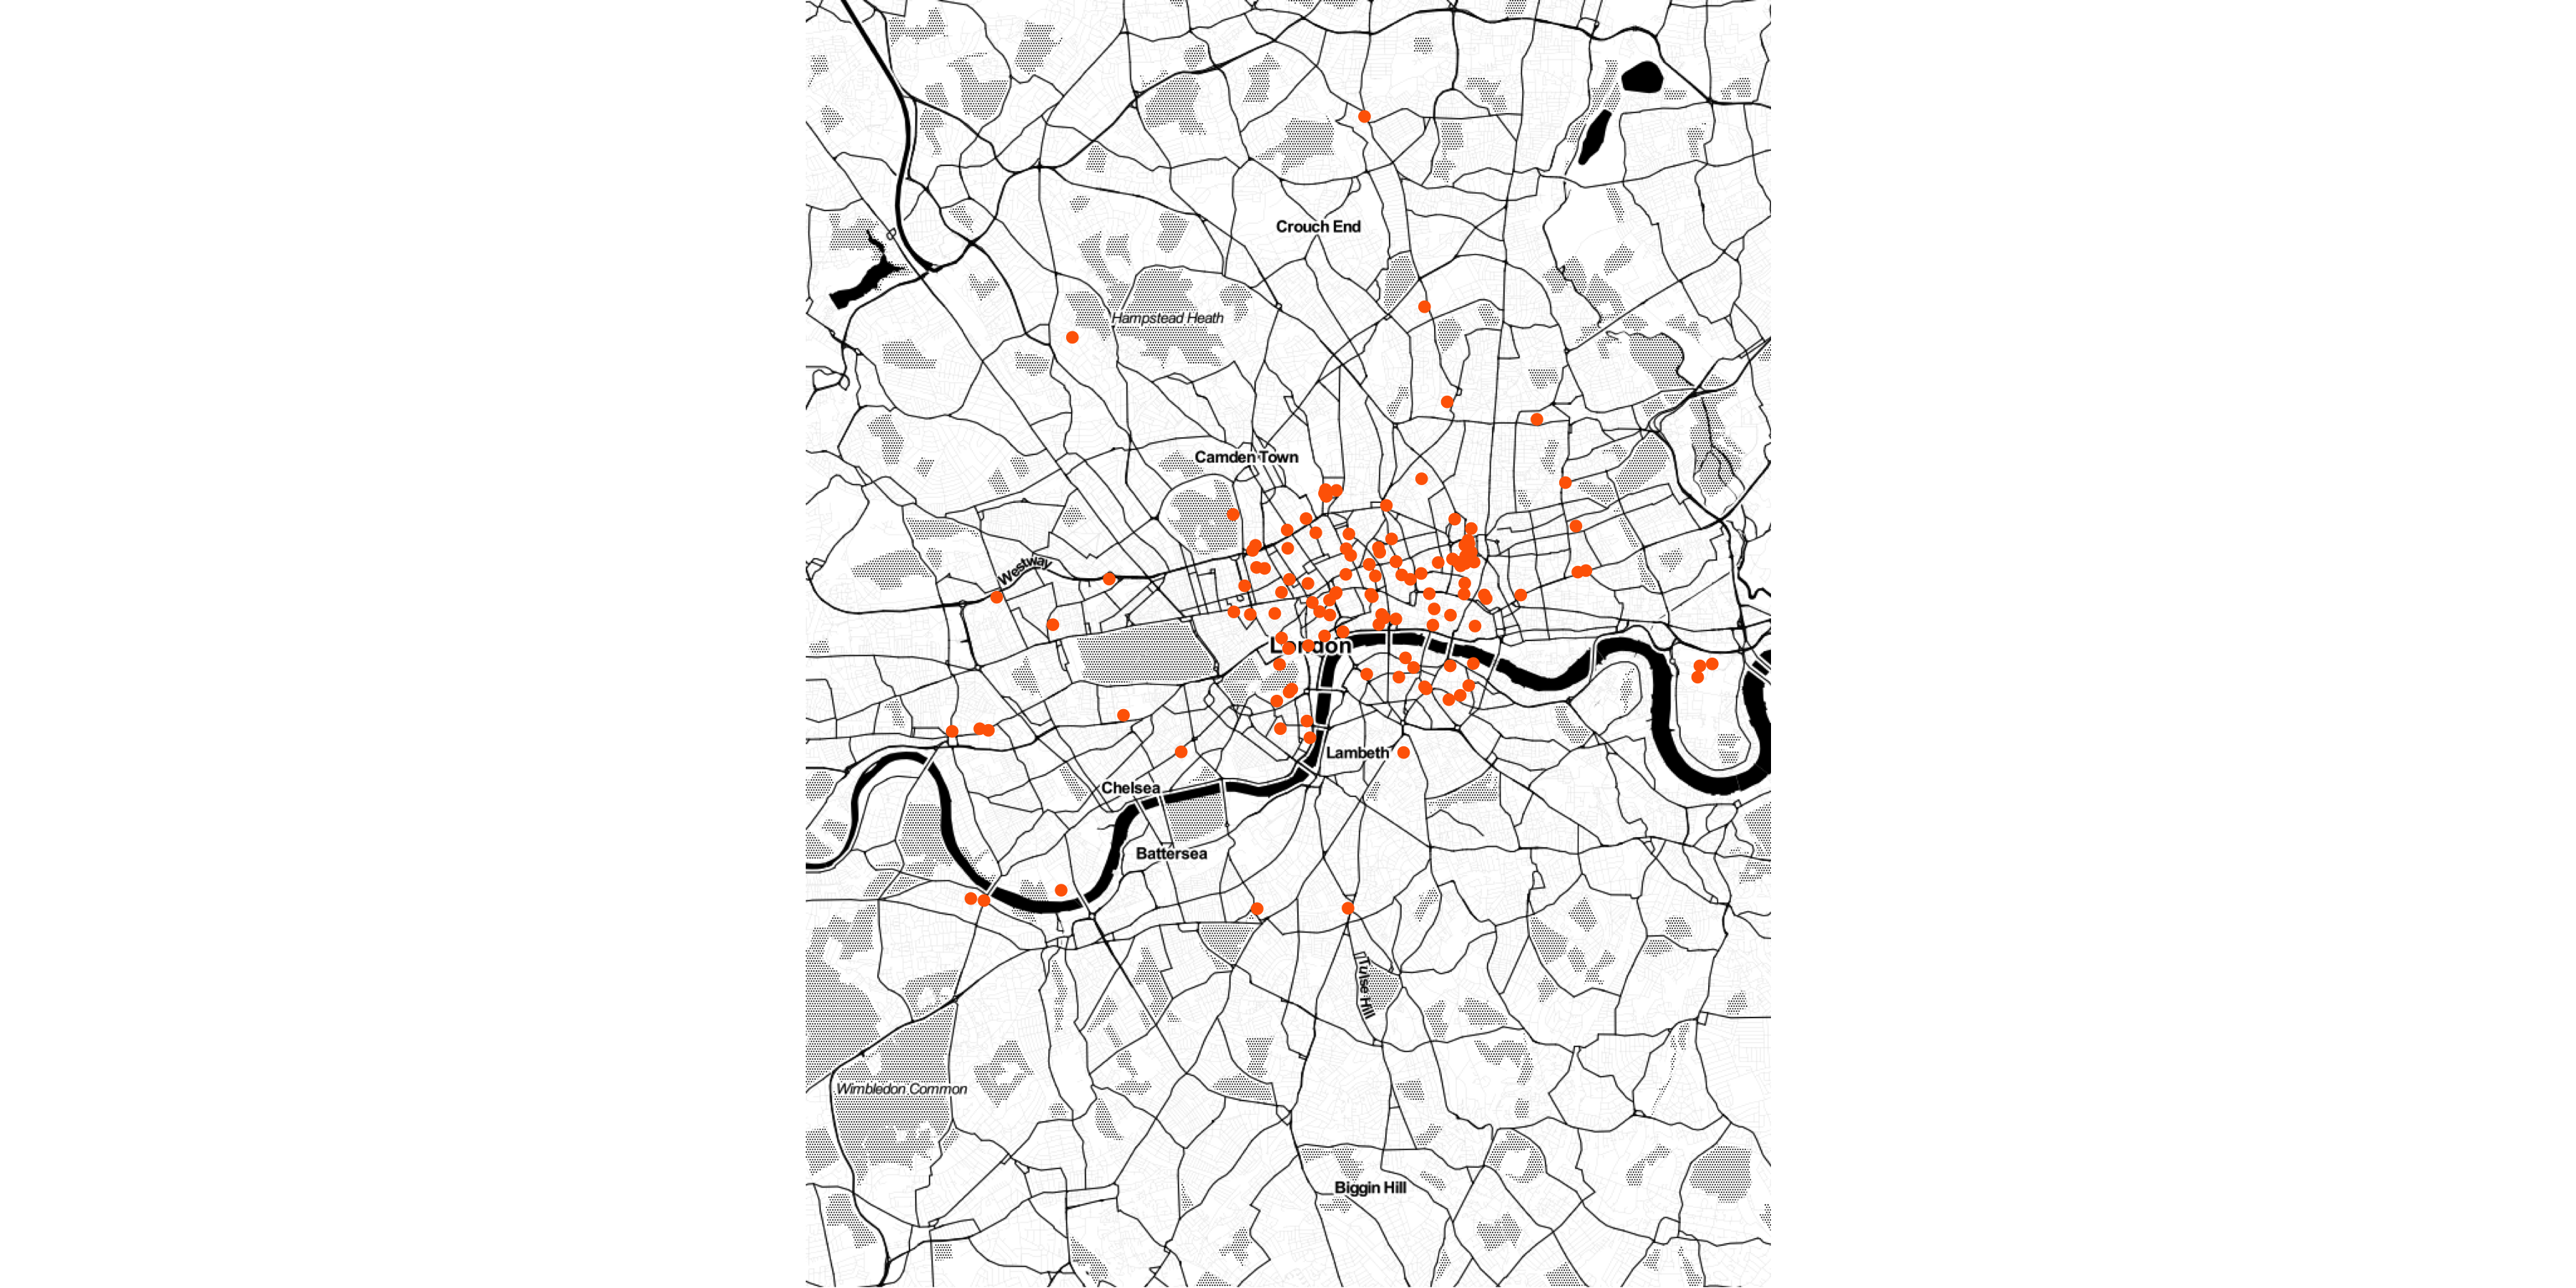 Crouch End
Hampstead Heath
Camden Town
Westway
London
Lambeth
Chelsea
Battersea
Tulse Hill
Wimbledon Common
Biggin Hill